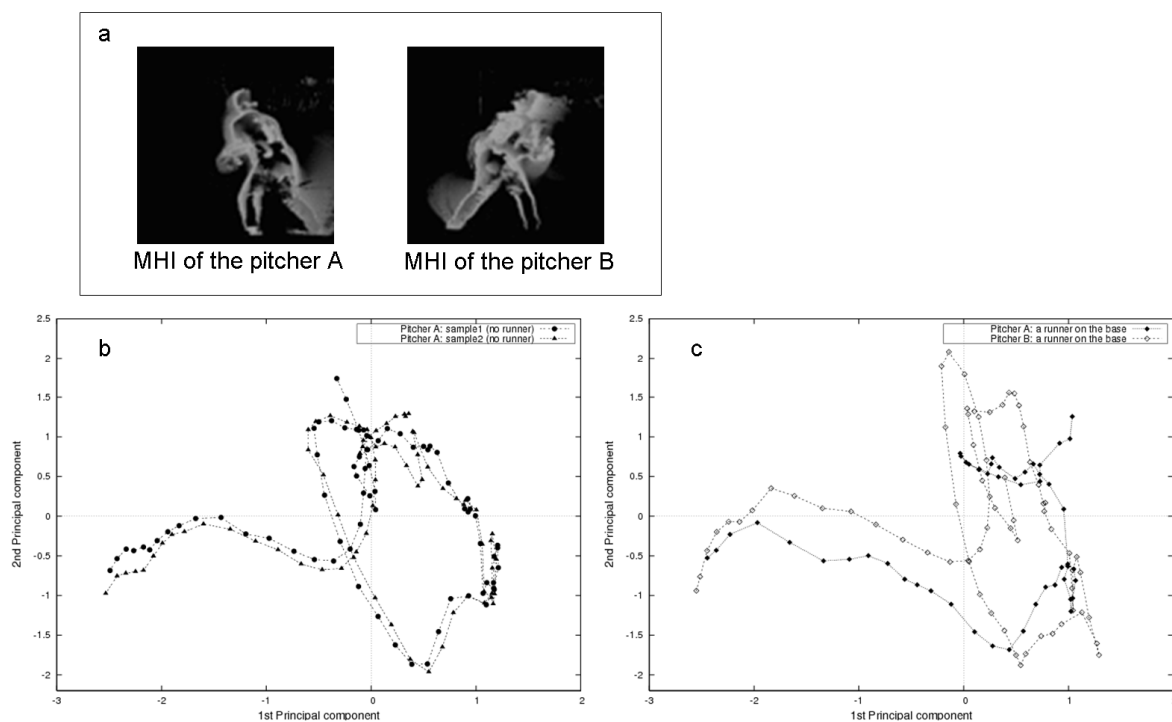 a
MHI of the pitcher A
MHI of the pitcher B
b
Pitcher A: sample1 (no runner)
Pitcher A: sample2 (no runner)
2.5
2
1.5
1
0.5
0
-0.5
-1
-1.5
-2
2nd Principal component
-3
-2
-1
0
1
2
1st Principal component
c
Pitcher A: a runner on the base
Pitcher B: a runner on the base
2.5
2
1.5
1
0.5
0
-0.5
-1
-1.5
-2
2nd Principal component
-3
-2
-1
0
1
1st Principal component